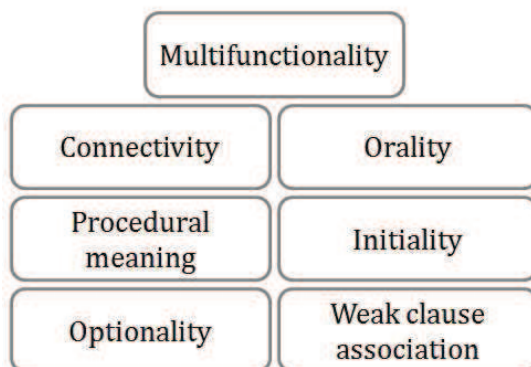 Multifunctionality
Connectivity
Orality
Procedural
meaning
Initiality
Optionality
Weak clause
association